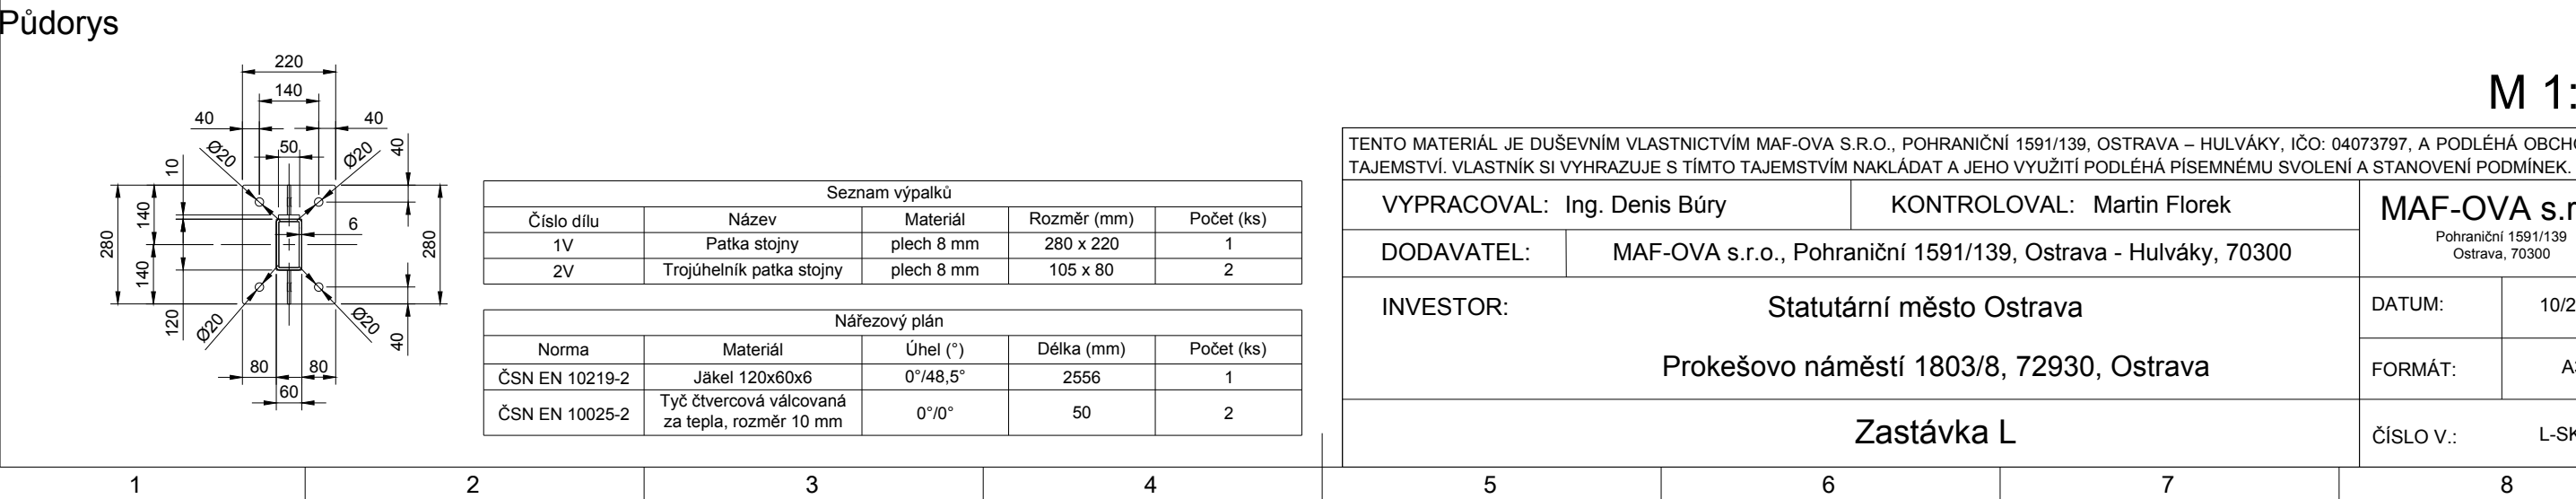 Půdorys
220
140
40
40
50
Ø20
Ø20
40
10
140
280
6
280
140
120
Ø20
Ø20
40
80
80
60
Seznam výpalků
Číslo dílu Název Materiál Rozměr (mm) Počet (ks)
1V Patka stojny plech 8 mm 280 x 220 1
2V Trojúhelník patka stojny plech 8 mm 105 x 80 2
Nářezový plán
Norma Materiál Úhel (°) Délka (mm) Počet (ks)
ČSN EN 10219-2 Jäkel 120x60x6 0°/48,5° 2556 1
ČSN EN 10025-2 Tyč čtvercová válcovaná za tepla, rozměr 10 mm 0°/0° 50 2
M 1:
TENTO MATERIÁL JE DUŠEVNÍM VLASTNICTVÍM MAF-OVA S.R.O., POHRANIČNÍ 1591/139, OSTRAVA – HULVÁKY, IČO: 04073797, A PODLÉHÁ OBCH
TAJEMSTVÍ. VLASTNÍK SI VYHRAZUJE S TÍMTO TAJEMSTVÍM NAKLÁDAT A JEHO VYUŽITÍ PODLÉHÁ PÍSEMNÉMU SVOLENÍ A STANOVENÍ PODMÍNEK.
VYPRACOVAL: Ing. Denis Búry KONTROLOVAL: Martin Florek
MAF-OVA s.r
Pohraniční 1591/139
Ostrava, 70300
DODAVATEL: MAF-OVA s.r.o., Pohraniční 1591/139, Ostrava - Hulváky, 70300
INVESTOR: Statutární město Ostrava
Prokešovo náměstí 1803/8, 72930, Ostrava
DATUM: 10/2
FORMÁT: A
Zastávka L
ČÍSLO V.: L-SK
1 2 3 4 5 6 7 8